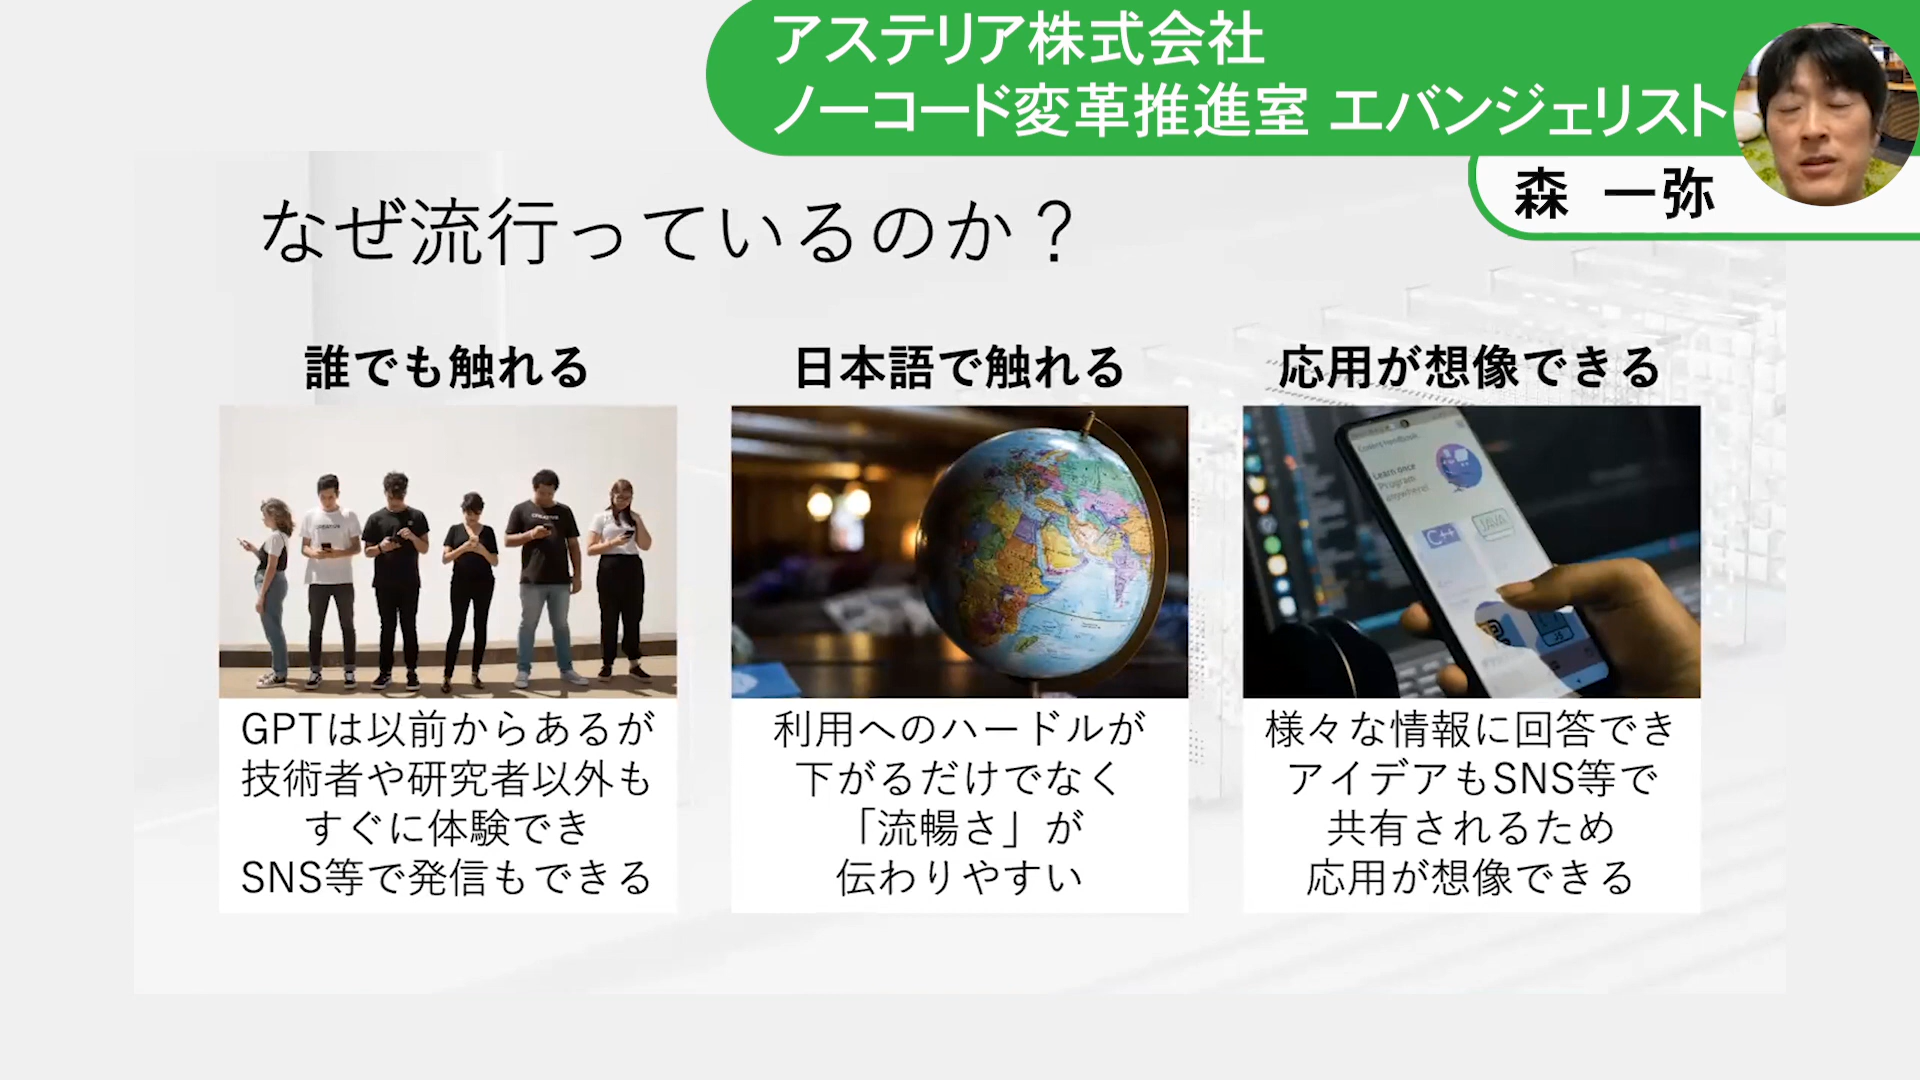 アステリア株式会社
ノーコード変革推進室 エバンジェリスト
森 一弥
なぜ流行っているのか？
誰でも触れる
GPTは以前からあるが
技術者や研究者以外も
すぐに体験でき
SNS等で発信もできる
日本語で触れる
利用へのハードルが
下がるだけでなく
「流暢さ」が
伝わりやすい
応用が想像できる
Learn once
Program
anywhere!
C++
JAVA
JS
様々な情報に回答でき
アイデアもSNS等で
共有されるため
応用が想像できる